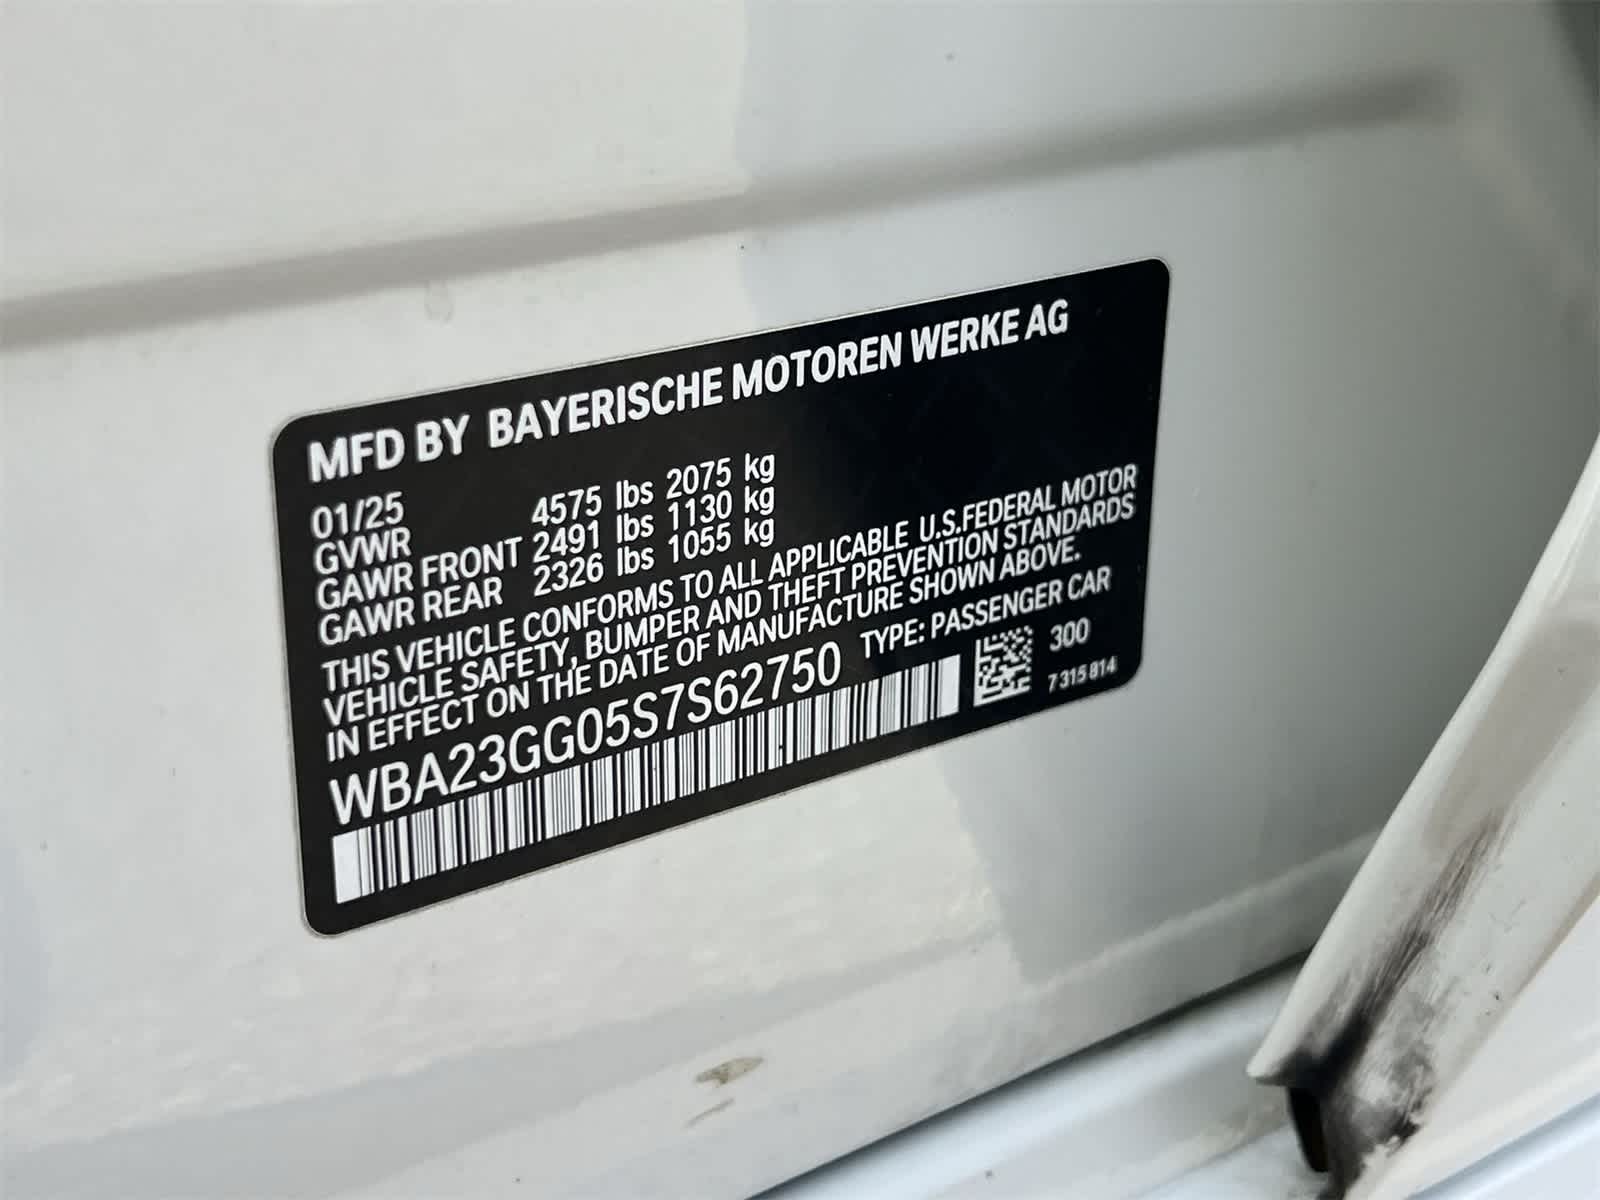 MFD BY BAYERISCHE MOTOREN WERKE AG
01/25
GVWR 4575 lbs 2075 kg
GAWR FRONT 2491 lbs 1130 kg
GAWR REAR 2326 lbs 1055 kg
THIS VEHICLE CONFORMS TO ALL APPLICABLE U.S.FEDERAL MOTOR
VEHICLE SAFETY, BUMPER AND THEFT PREVENTION STANDARDS
IN EFFECT ON THE DATE OF MANUFACTURE SHOWN ABOVE.
WBA23GG05S7S62750 TYPE: PASSENGER CAR
300
7 315 814